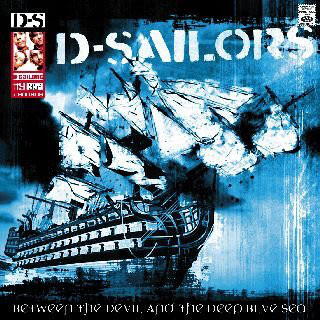 D-S
D-SAILORS
BETWEEN THE DEVIL AND THE DEEP BLUE SEA